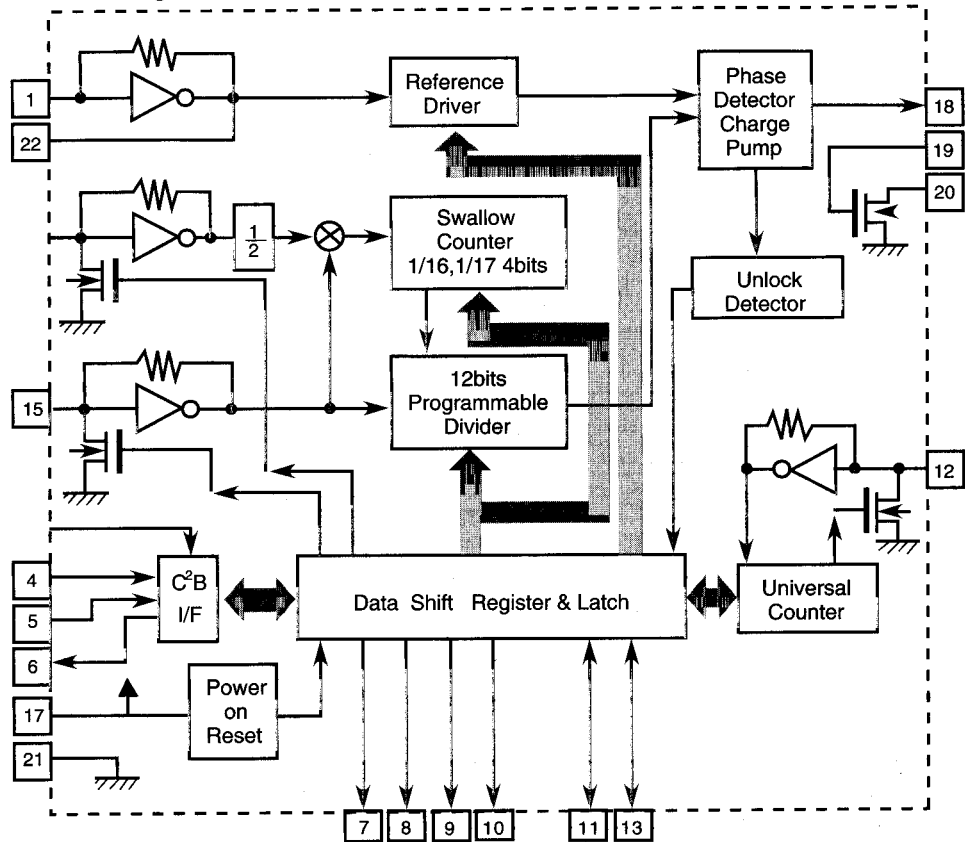 1
Reference
Driver
Phase
Detector
Charge
Pump
18
22
19
20
1/2
Swallow
Counter
1/16,1/17 4bits
Unlock
Detector
15
12bits
Programmable
Divider
12
4
C²B
I/F
Data Shift Register & Latch
Universal
Counter
5
6
17
Power
on
Reset
21
7
8
9
10
11
13